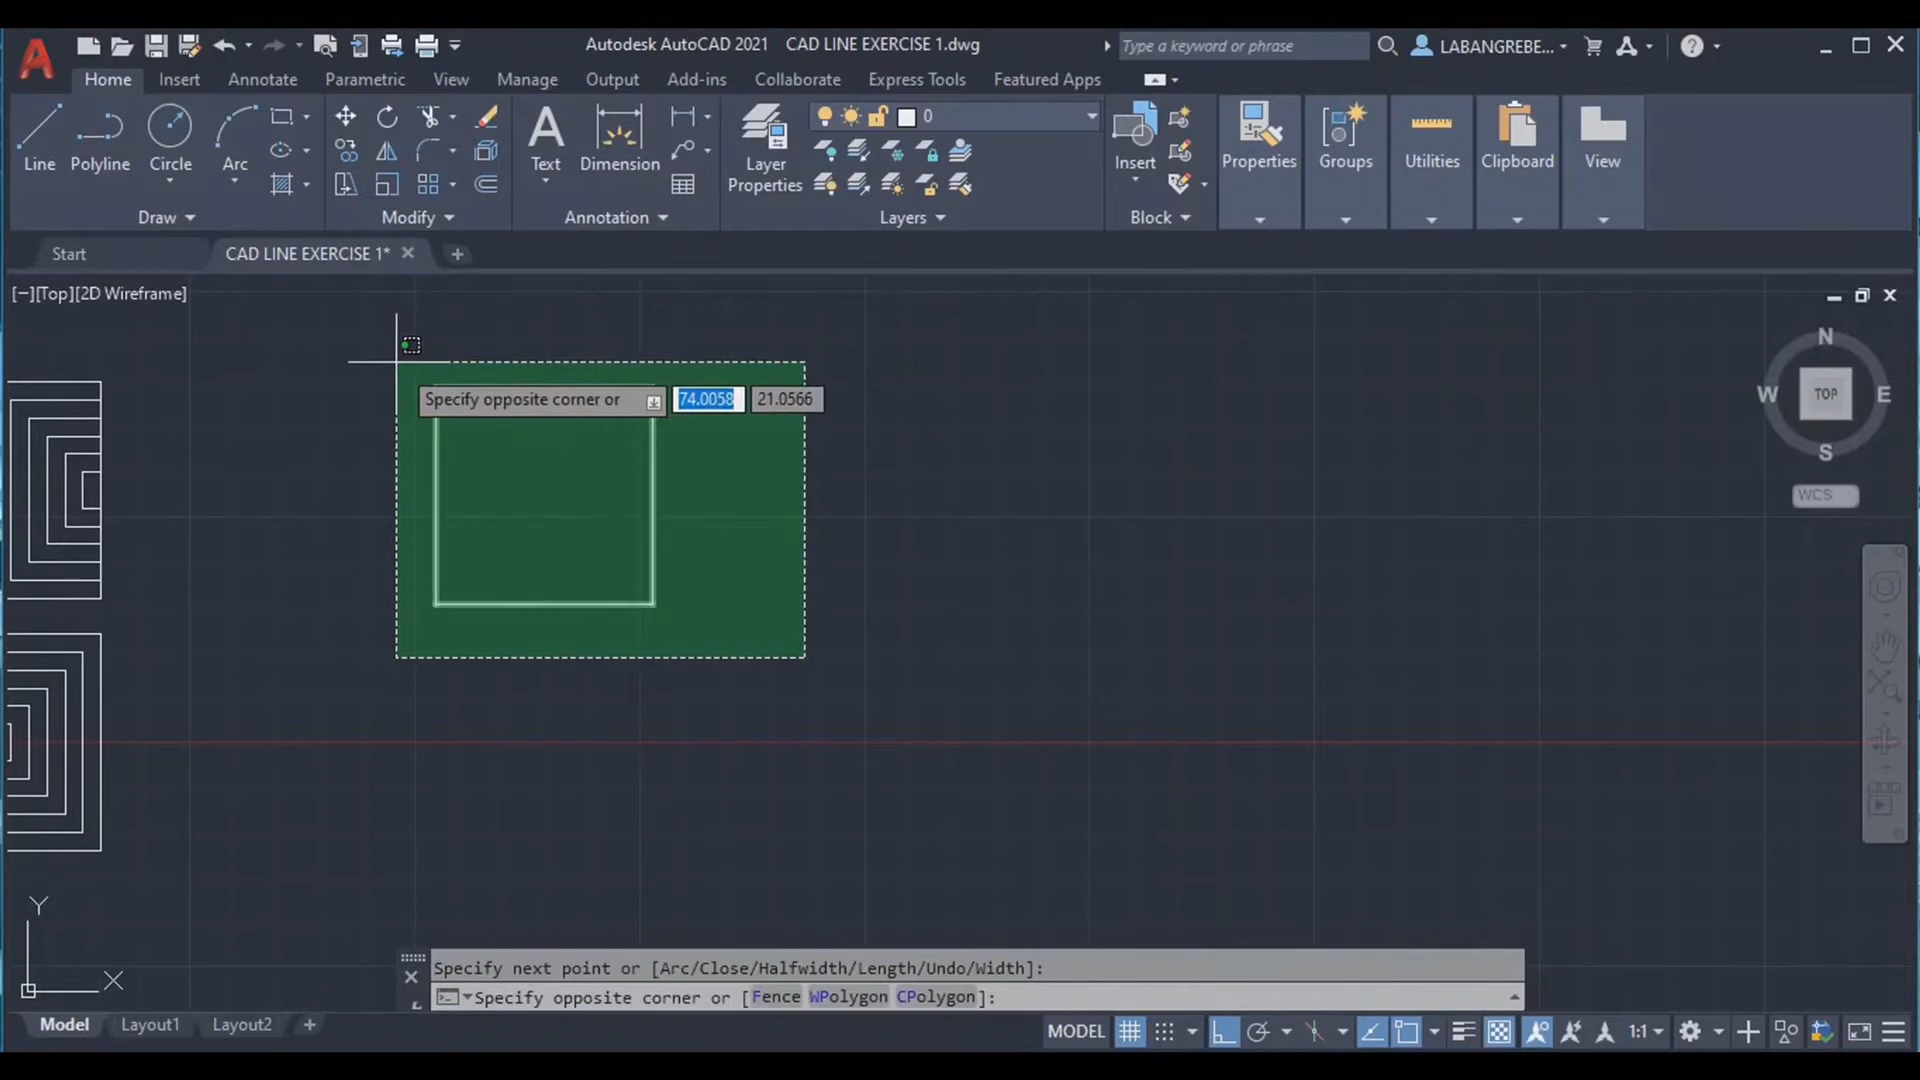 Autodesk AutoCAD 2021 CAD LINE EXERCISE 1.dwg
Type a keyword or phrase
LABANGREBE...
Home Insert Annotate Parametric View Manage Output Add-ins Collaborate Express Tools Featured Apps
Line Polyline Circle Arc
Text Dimension
Layer Properties
0
Insert
Properties Groups Utilities Clipboard View
Draw Modify Annotation Layers Block
Start CAD LINE EXERCISE 1*
[−][Top][2D Wireframe]
N
W TOP E
S
WCS
Specify opposite corner or 74.0058 21.0566
Y
X
Specify next point or [Arc/Close/Halfwidth/Length/Undo/Width]:
Specify opposite corner or [Fence WPolygon CPolygon]:
Model Layout1 Layout2
MODEL 1:1